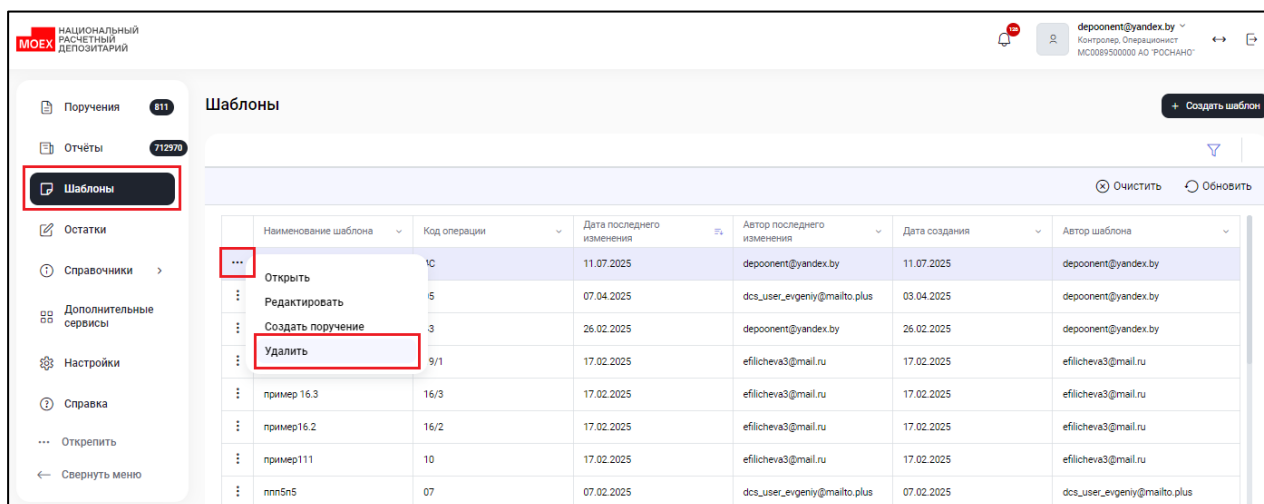 НАЦИОНАЛЬНЫЙ
MOEX РАСЧЕТНЫЙ
ДЕПОЗИТАРИЙ
depoonent@yandex.by
Контролер, Операционист
MC0089500000 АО "РОСНАНО"
Поручения 811
Отчёты 712970
Шаблоны
Остатки
Справочники
Дополнительные
сервисы
Настройки
Справка
Открепить
Свернуть меню
Шаблоны
+ Создать шаблон
Очистить Обновить
Наименование шаблона Код операции Дата последнего изменения Автор последнего изменения Дата создания Автор шаблона
11.07.2025 depoonent@yandex.by 11.07.2025 depoonent@yandex.by
07.04.2025 dcs_user_evgeniy@mailto.plus 03.04.2025 depoonent@yandex.by
26.02.2025 depoonent@yandex.by 26.02.2025 depoonent@yandex.by
9/1 17.02.2025 efilicheva3@mail.ru 17.02.2025 efilicheva3@mail.ru
Открыть
Редактировать
Создать поручение
Удалить
пример 16.3 16/3 17.02.2025 efilicheva3@mail.ru 17.02.2025 efilicheva3@mail.ru
пример16.2 16/2 17.02.2025 efilicheva3@mail.ru 17.02.2025 efilicheva3@mail.ru
пример111 10 17.02.2025 efilicheva3@mail.ru 17.02.2025 efilicheva3@mail.ru
ппп5п5 07 07.02.2025 dcs_user_evgeniy@mailto.plus 07.02.2025 dcs_user_evgeniy@mailto.plus